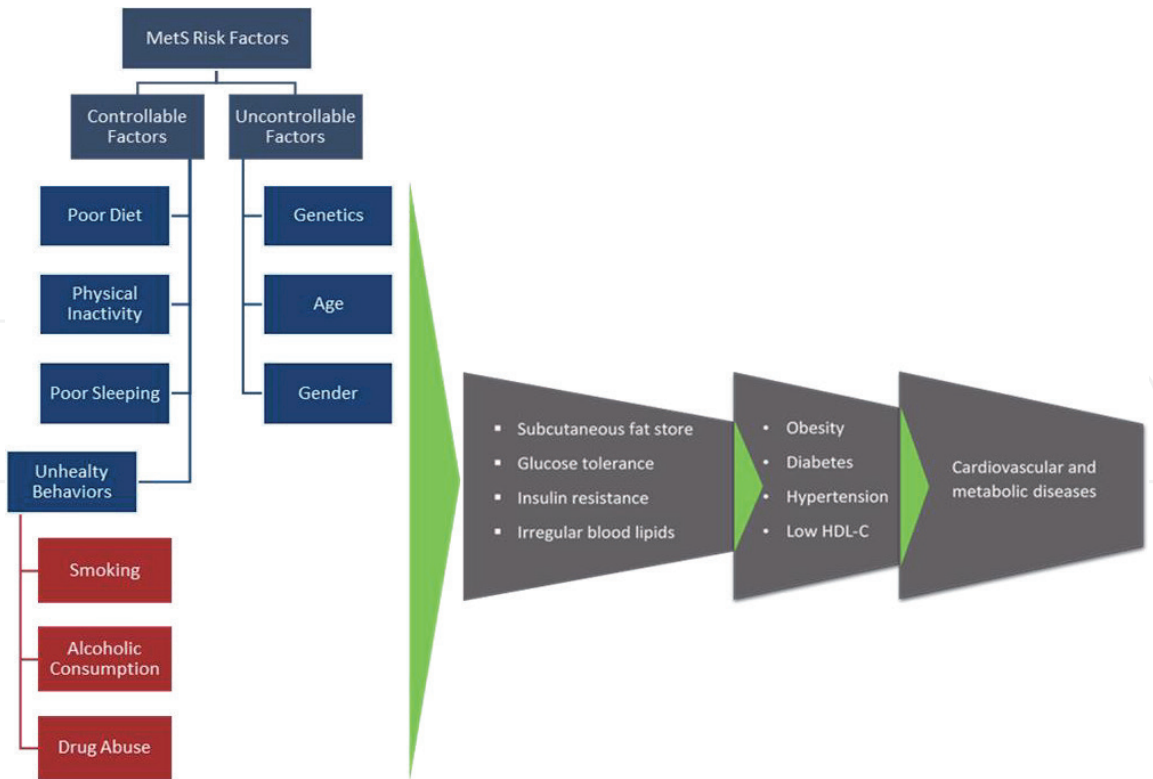 MetS Risk Factors
Controllable
Factors
Uncontrollable
Factors
Poor Diet
Genetics
Physical
Inactivity
Age
Poor Sleeping
Gender
Unhealty
Behaviors
Smoking
Alcoholic
Consumption
Drug Abuse
▪ Subcutaneous fat store
▪ Glucose tolerance
▪ Insulin resistance
▪ Irregular blood lipids
• Obesity
• Diabetes
• Hypertension
• Low HDL-C
Cardiovascular and
metabolic diseases